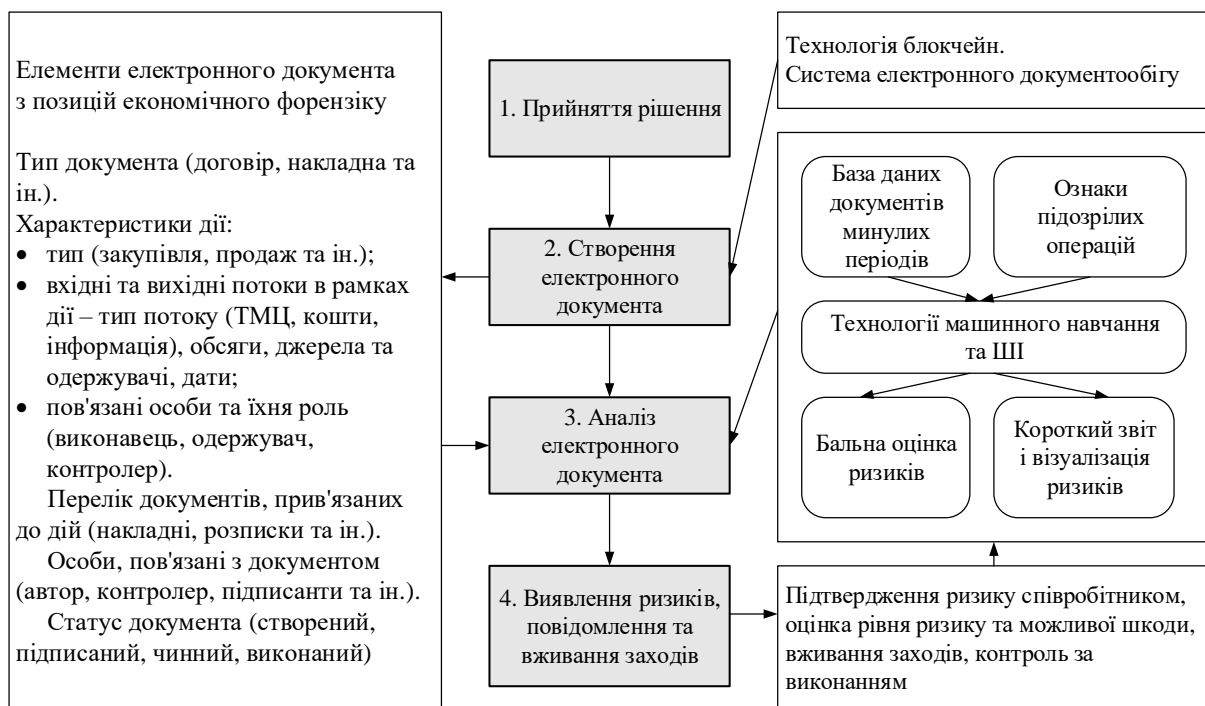 Елементи електронного документа
з позицій економічного форензіку
Тип документа (договір, накладна та
ін.).
Характеристики дії:
• тип (закупівля, продаж та ін.);
• вхідні та вихідні потоки в рамках
дії – тип потоку (ТМЦ, кошти,
інформація), обсяги, джерела та
одержувачі, дати;
• пов'язані особи та їхня роль
(виконавець, одержувач,
контролер).
Перелік документів, прив'язаних
до дій (накладні, розписки та ін.).
Особи, пов'язані з документом
(автор, контролер, підписанти та ін.).
Статус документа (створений,
підписаний, чинний, виконаний)
1. Прийняття рішення
2. Створення
електронного
документа
3. Аналіз
електронного
документа
4. Виявлення ризиків,
повідомлення та
вживання заходів
Технологія блокчейн.
Система електронного документообігу
База даних
документів
минулих
періодів
Ознаки
підозрілих
операцій
Технології машинного навчання
та ШІ
Бальна оцінка
ризиків
Короткий звіт
і візуалізація
ризиків
Підтвердження ризику співробітником,
оцінка рівня ризику та можливої шкоди,
вживання заходів, контроль за
виконанням